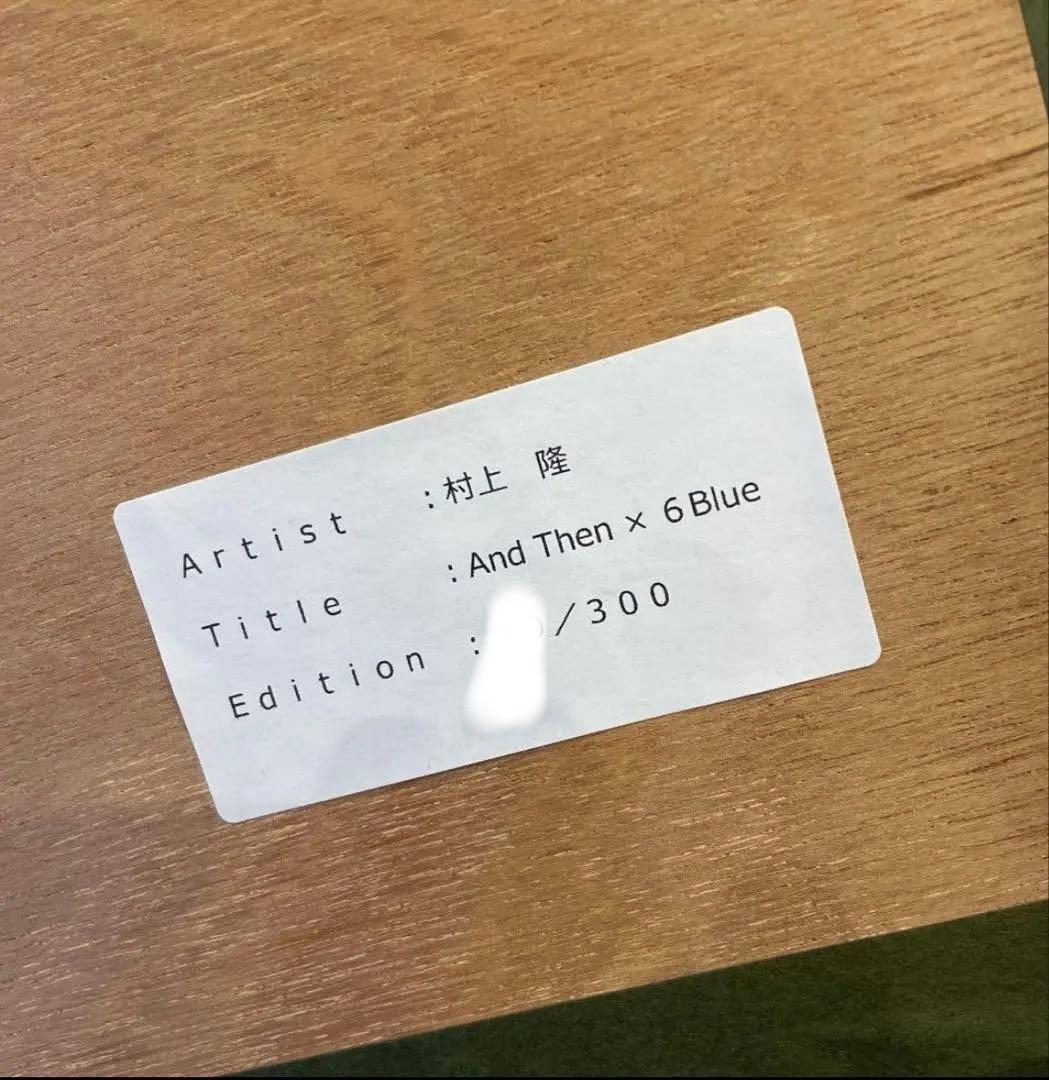 Artist :村上 隆
Title :And Then × 6 Blue
Edition : /300